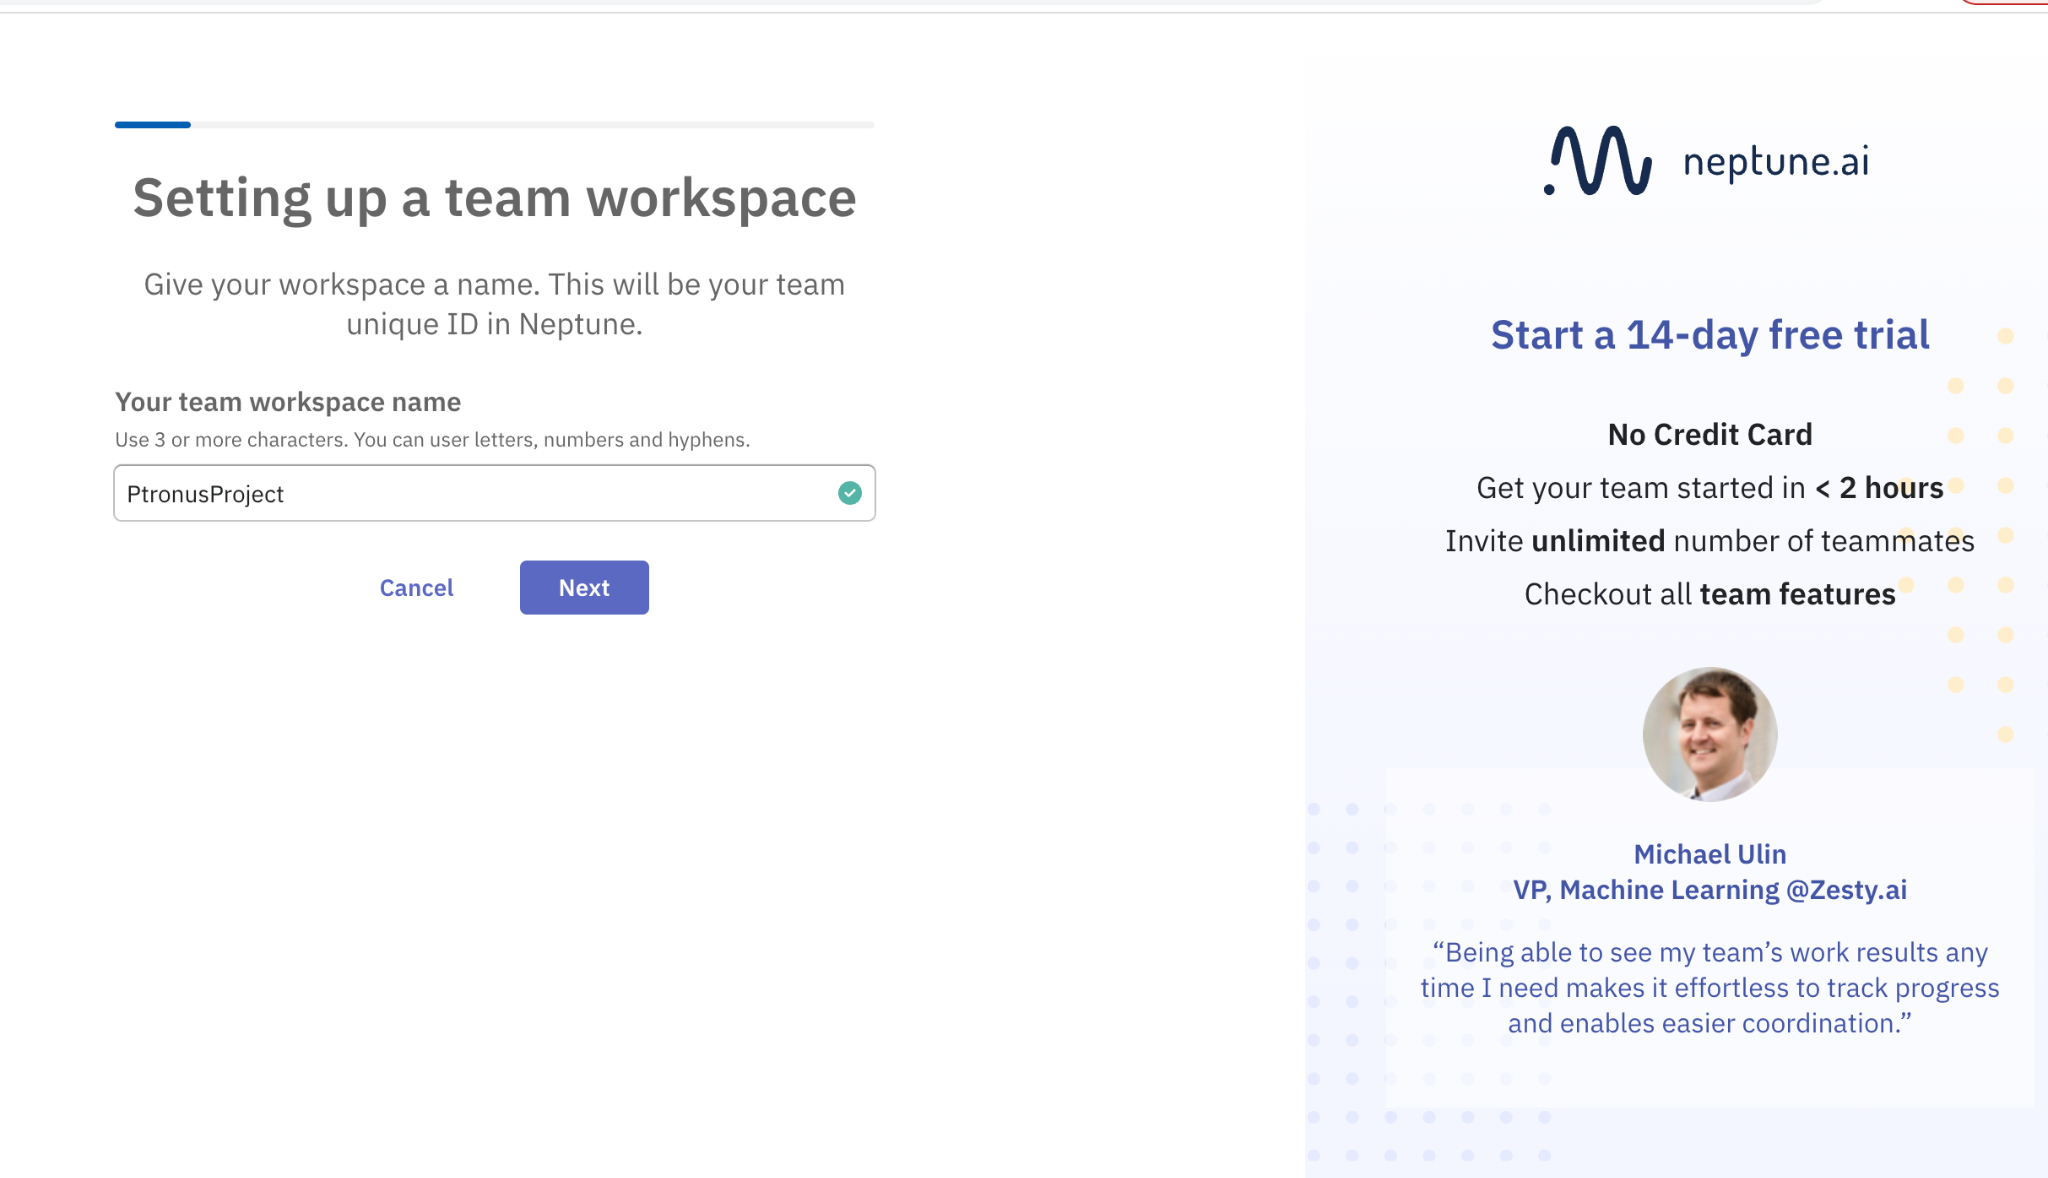 Setting up a team workspace
Give your workspace a name. This will be your team
unique ID in Neptune.
Your team workspace name
Use 3 or more characters. You can user letters, numbers and hyphens.
PtronusProject
Cancel
Next
neptune.ai
Start a 14-day free trial
No Credit Card
Get your team started in < 2 hours
Invite unlimited number of teammates
Checkout all team features
Michael Ulin
VP, Machine Learning @Zesty.ai
“Being able to see my team’s work results any
time I need makes it effortless to track progress
and enables easier coordination.”